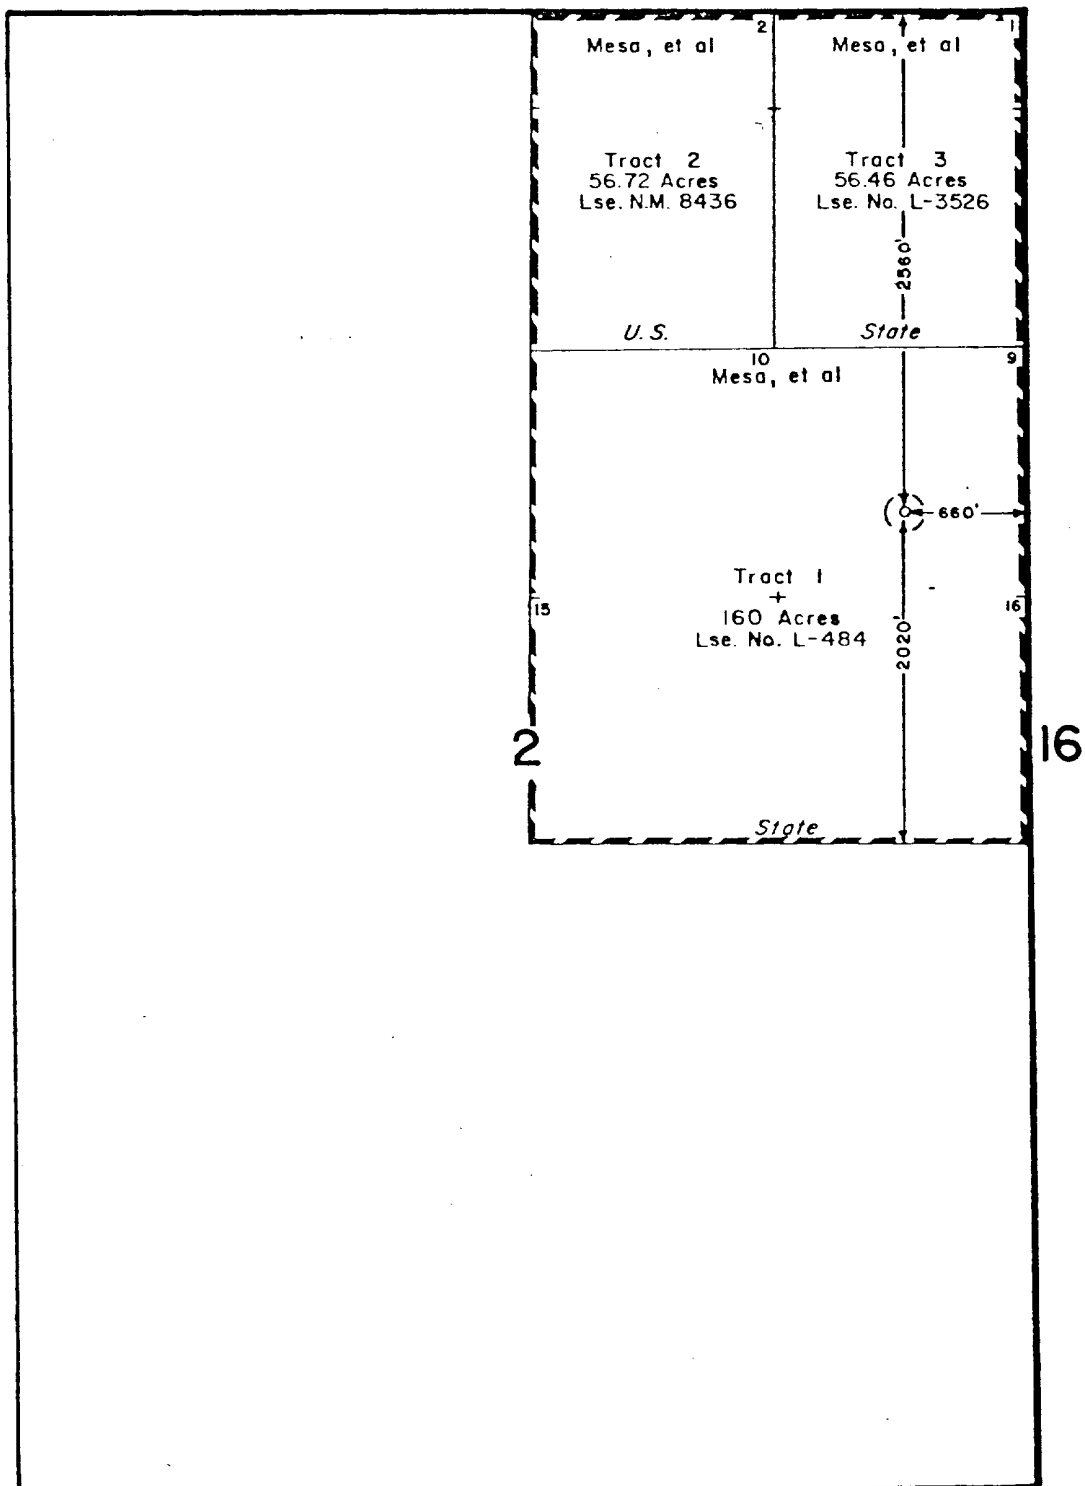 2
1
Mesa, et al
Mesa, et al
Tract 2
56.72 Acres
Lse. N.M. 8436
Tract 3
56.46 Acres
Lse. No. L-3526
2560'
U.S.
State
10
9
Mesa, et al
660'
Tract 1
15
16
160 Acres
Lse. No. L-484
2020'
2
16
State